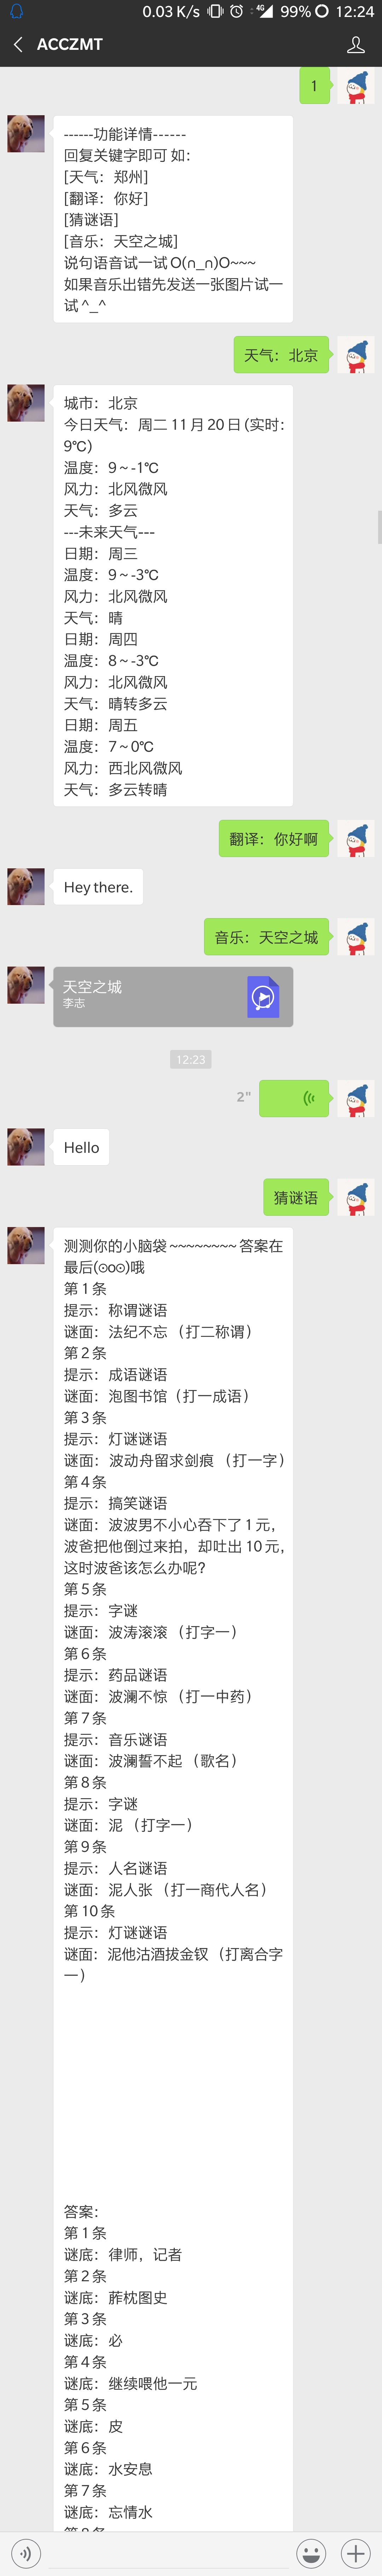 0.03 K/s 4G 99% 12:24
ACCZMT
1
------功能详情------
回复关键字即可 如：
[天气：郑州]
[翻译：你好]
[猜谜语]
[音乐：天空之城]
说句语音试一试 O(∩_∩)O~~~
如果音乐出错先发送一张图片试一
试 ^_^
天气：北京
城市：北京
今日天气：周二 11 月 20 日 (实时：
9℃)
温度：9 ~ -1℃
风力：北风微风
天气：多云
---未来天气---
日期：周三
温度：9 ~ -3℃
风力：北风微风
天气：晴
日期：周四
温度：8 ~ -3℃
风力：北风微风
天气：晴转多云
日期：周五
温度：7 ~ 0℃
风力：西北风微风
天气：多云转晴
翻译：你好啊
Hey there.
音乐：天空之城
天空之城
李志
12:23
2"
Hello
猜谜语
测测你的小脑袋 ~~~~~~~~ 答案在
最后(⊙o⊙)哦
第 1 条
提示：称谓谜语
谜面：法纪不忘 （打二称谓）
第 2 条
提示：成语谜语
谜面：泡图书馆（打一成语）
第 3 条
提示：灯谜谜语
谜面：波动舟留求剑痕 （打一字）
第 4 条
提示：搞笑谜语
谜面：波波男不小心吞下了 1 元，
波爸把他倒过来拍，却吐出 10 元，
这时波爸该怎么办呢？
第 5 条
提示：字谜
谜面：波涛滚滚 （打字一）
第 6 条
提示：药品谜语
谜面：波澜不惊 （打一中药）
第 7 条
提示：音乐谜语
谜面：波澜誓不起 （歌名）
第 8 条
提示：字谜
谜面：泥 （打字一）
第 9 条
提示：人名谜语
谜面：泥人张 （打一商代人名）
第 10 条
提示：灯谜谜语
谜面：泥他沽酒拔金钗 （打离合字
一）
答案：
第 1 条
谜底：律师，记者
第 2 条
谜底：葄枕图史
第 3 条
谜底：必
第 4 条
谜底：继续喂他一元
第 5 条
谜底：皮
第 6 条
谜底：水安息
第 7 条
谜底：忘情水